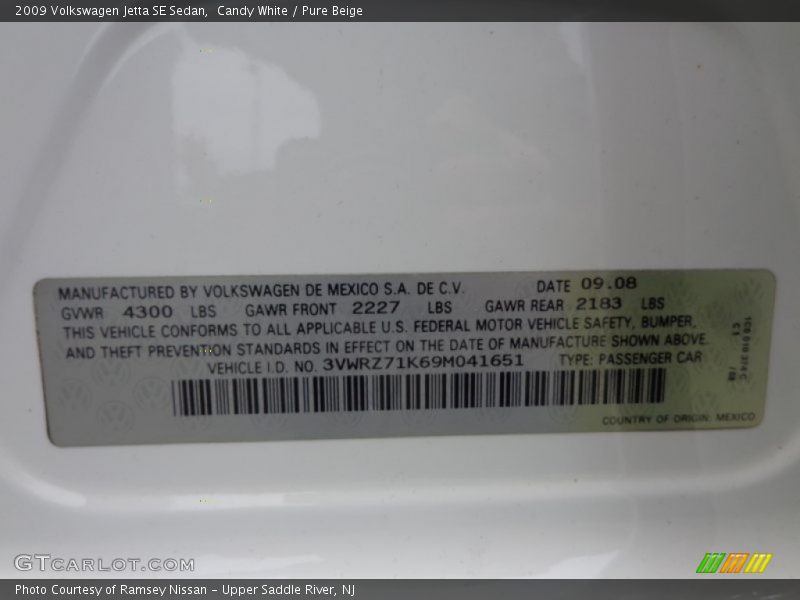 2009 Volkswagen Jetta SE Sedan,  Candy White / Pure Beige
MANUFACTURED BY VOLKSWAGEN DE MEXICO S.A. DE C.V. DATE 09.08
GVWR 4300 LBS GAWR FRONT 2227 LBS GAWR REAR 2183 LBS
THIS VEHICLE CONFORMS TO ALL APPLICABLE U.S. FEDERAL MOTOR VEHICLE SAFETY, BUMPER,
AND THEFT PREVENTION STANDARDS IN EFFECT ON THE DATE OF MANUFACTURE SHOWN ABOVE.
VEHICLE I.D. NO. 3VWRZ71K69M041651 TYPE: PASSENGER CAR
COUNTRY OF ORIGIN: MEXICO
GTCARLOT.COM
Photo Courtesy of Ramsey Nissan - Upper Saddle River, NJ